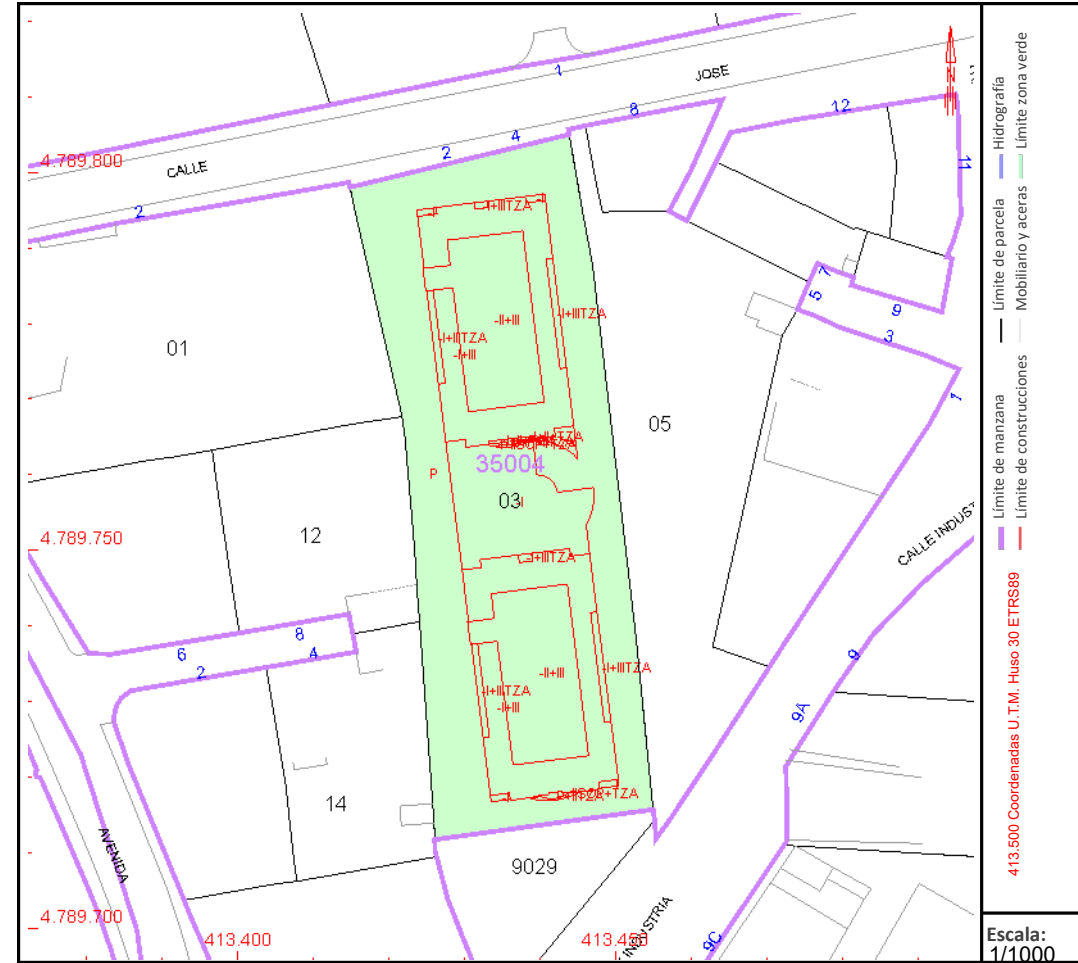 1
JOSE
8
12
4
4.789.800
2
CALLE
11
2
-I+IIITZA
7
5
9
-II+III
-I+IIITZA
3
01
-I+IIITZA
-I+III
1
05
35004
P
03
I
4.789.750
12
CALLE INDUST
-I+IIITZA
8
6
4
2
9
-II+III
-I+IIITZA
-I+IIITZA
-I+III
9A
14
AVENIDA
9029
4.789.700
413.400
413.450
9C
Hidrografía
Límite zona verde
Límite de parcela
Mobiliario y aceras
Límite de manzana
Límite de construcciones
413.500 Coordenadas U.T.M. Huso 30 ETRS89
Escala:
1/1000